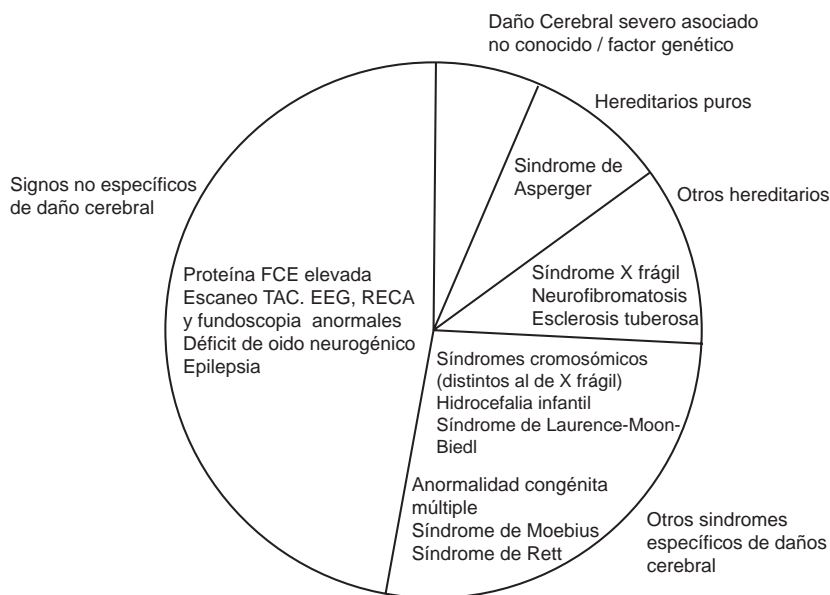 Daño Cerebral severo asociado
no conocido / factor genético
Hereditarios puros
Sindrome de
Asperger
Otros hereditarios
Signos no específicos
de daño cerebral
Síndrome X frágil
Neurofibromatosis
Esclerosis tuberosa
Proteína FCE elevada
Escaneo TAC. EEG, RECA
y fundoscopia anormales
Déficit de oido neurogénico
Epilepsia
Síndromes cromosómicos
(distintos al de X frágil)
Hidrocefalia infantil
Síndrome de Laurence-Moon-
Biedl
Anormalidad congénita
múltiple
Síndrome de Moebius
Síndrome de Rett
Otros sindromes
específicos de daños
cerebral